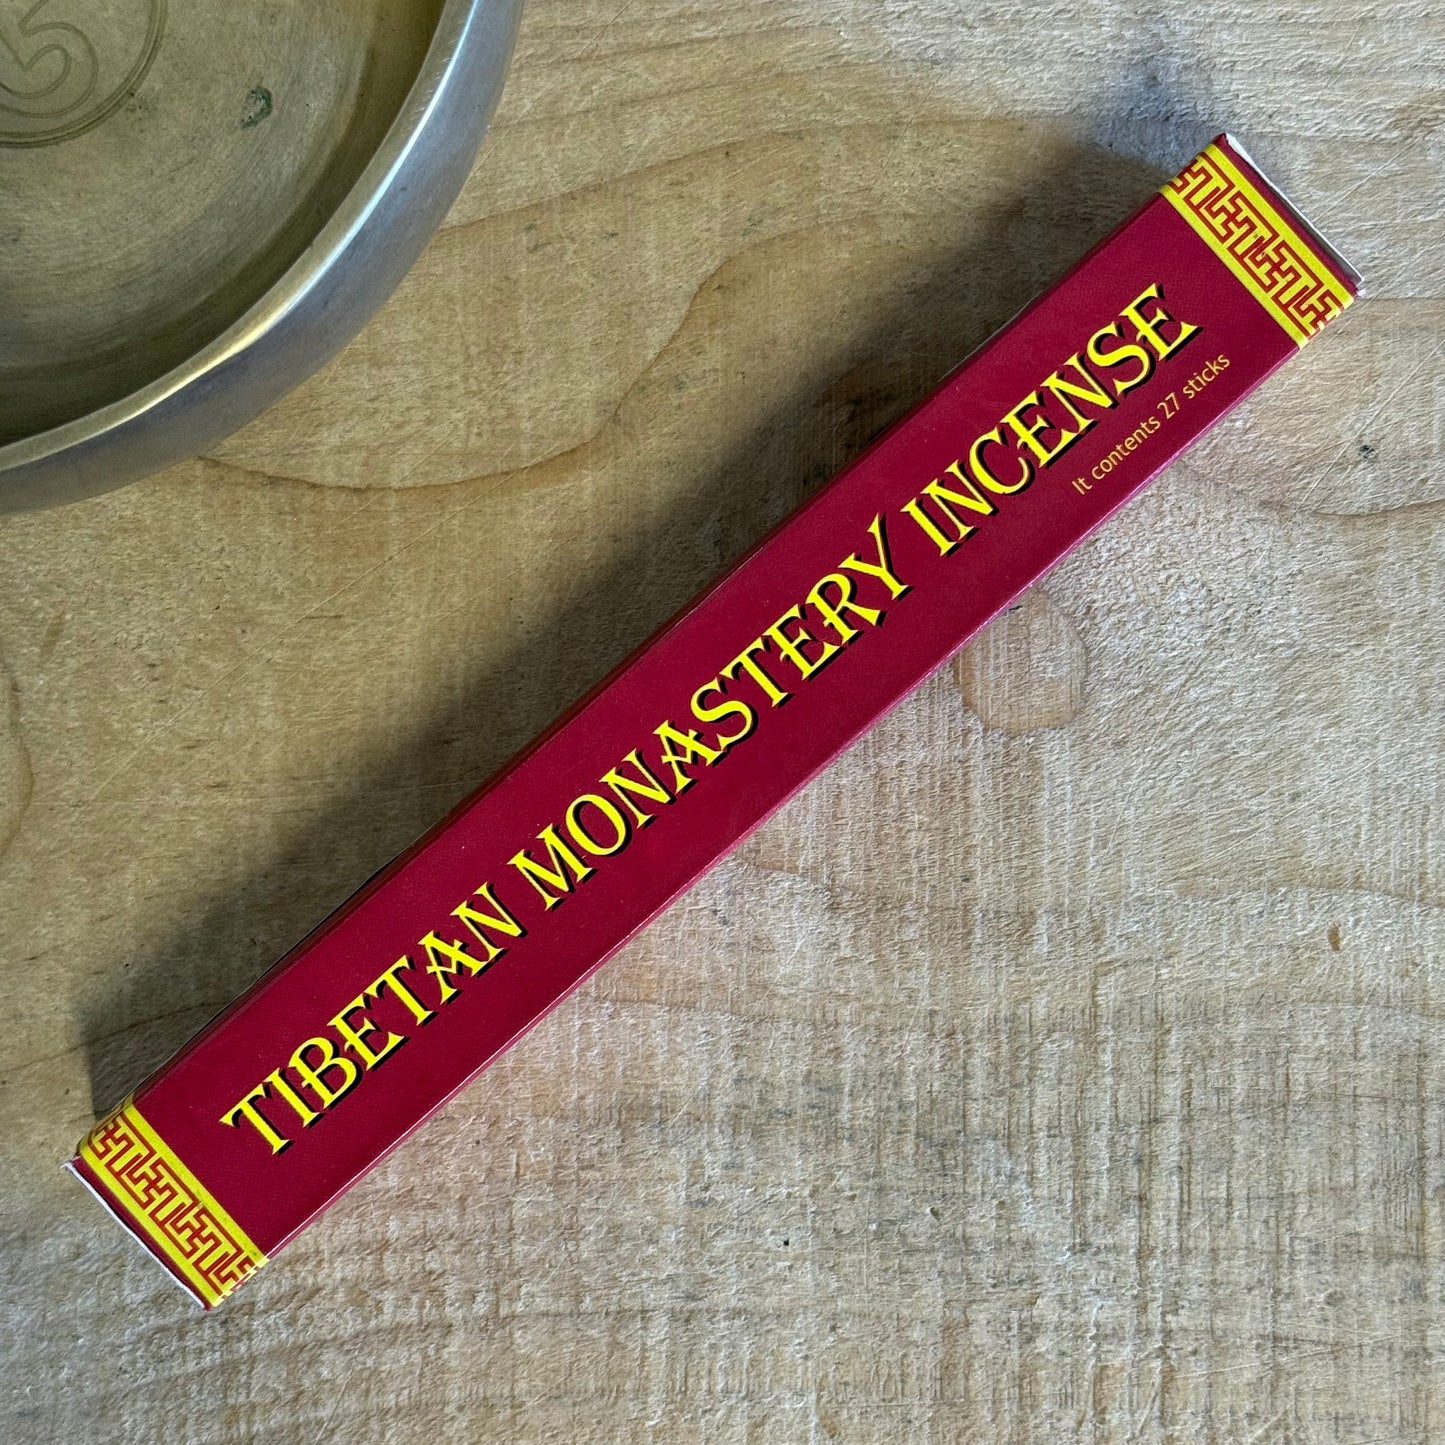 TIBETAN MONASTERY INCENSE
It contents 27 sticks